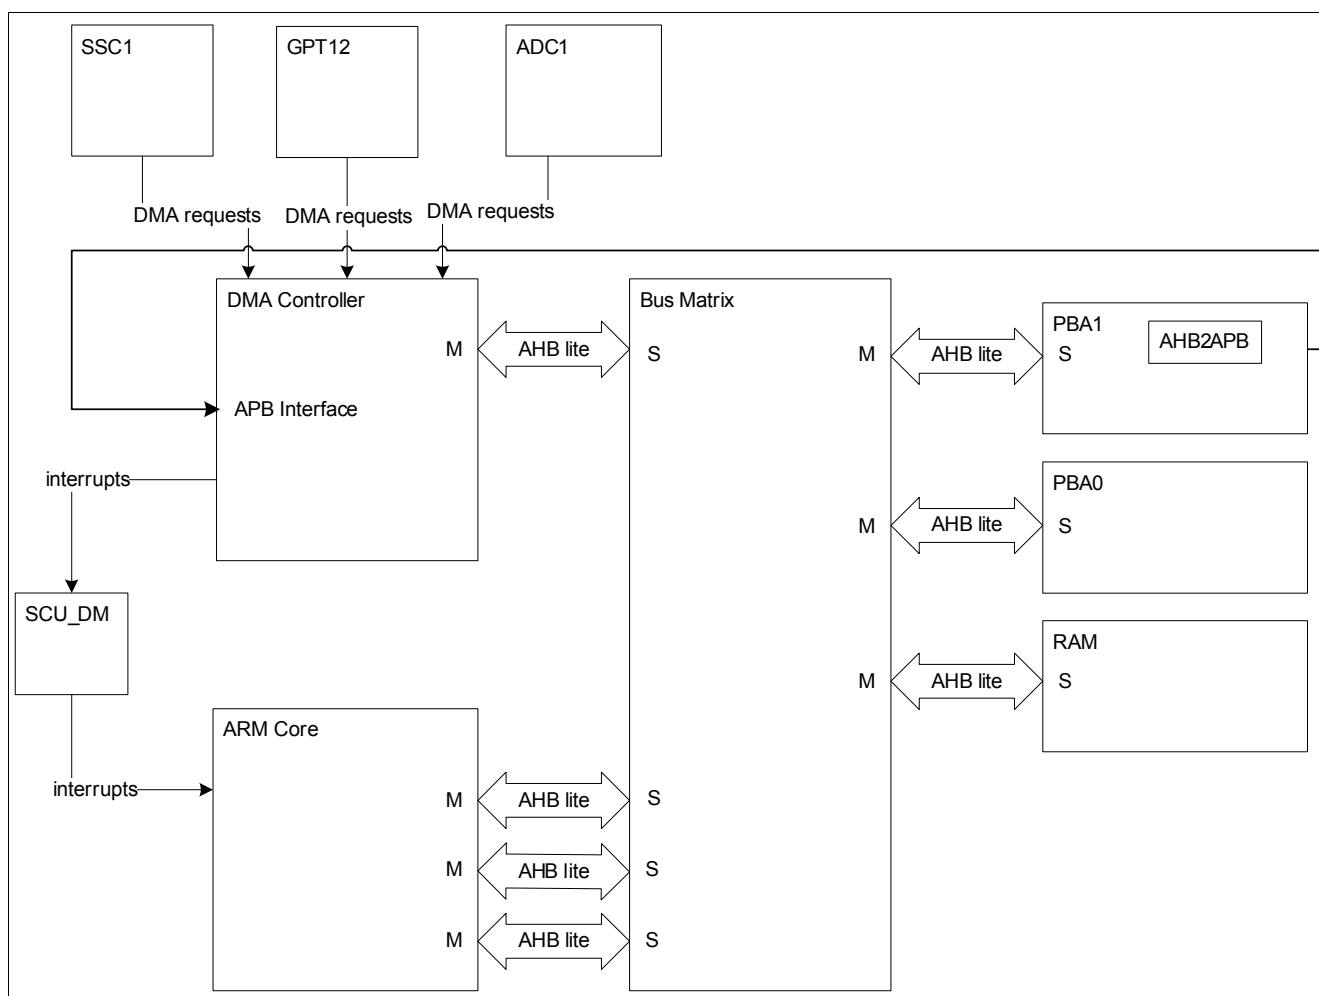 SSC1
GPT12
ADC1
DMA requests
DMA requests
DMA requests
DMA Controller
Bus Matrix
PBA1
AHB2APB
M
AHB lite
S
M
AHB lite
S
APB Interface
interrupts
PBA0
M
AHB lite
S
SCU_DM
RAM
M
AHB lite
S
ARM Core
interrupts
M
AHB lite
S
M
AHB lite
S
M
AHB lite
S